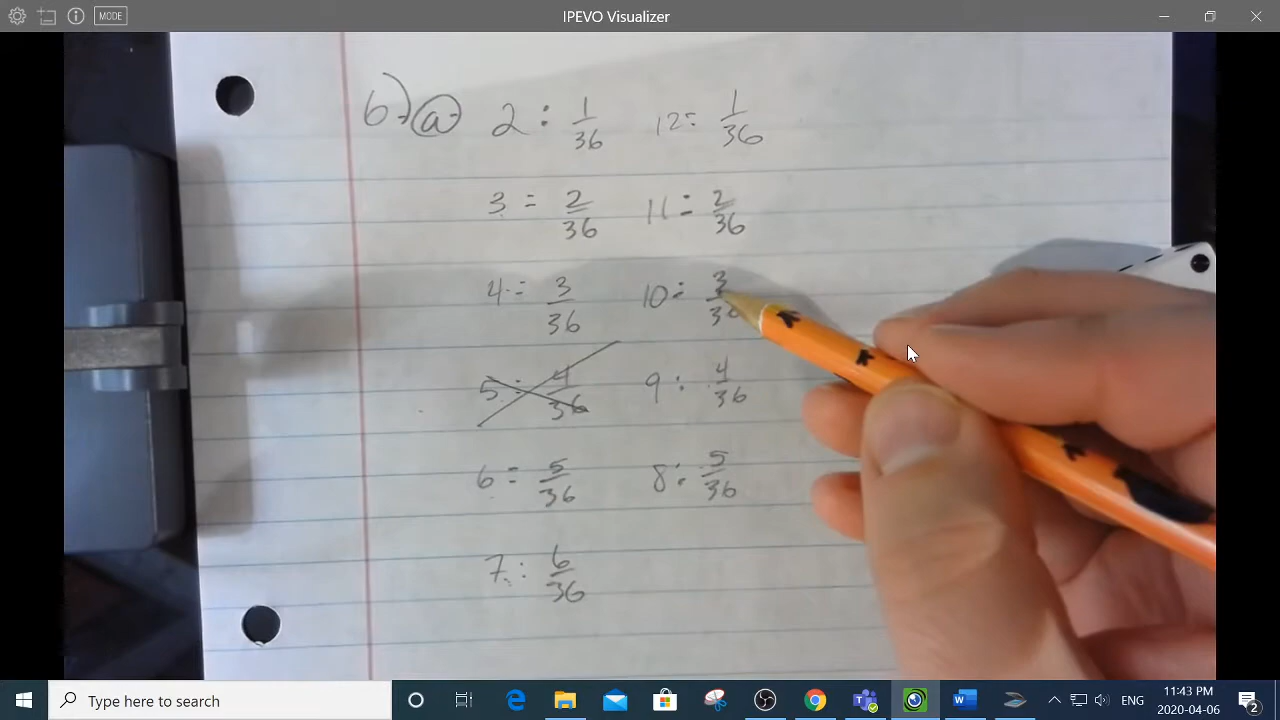 MODE
IPEVO Visualizer
6) a 2 : 1/36 12 = 1/36
3 = 2/36 11 = 2/36
4 = 3/36 10 = 3/36
5 : 4/36 9 : 4/36
6 = 5/36 8 : 5/36
7 : 6/36
Type here to search
ENG
11:43 PM
2020-04-06
2